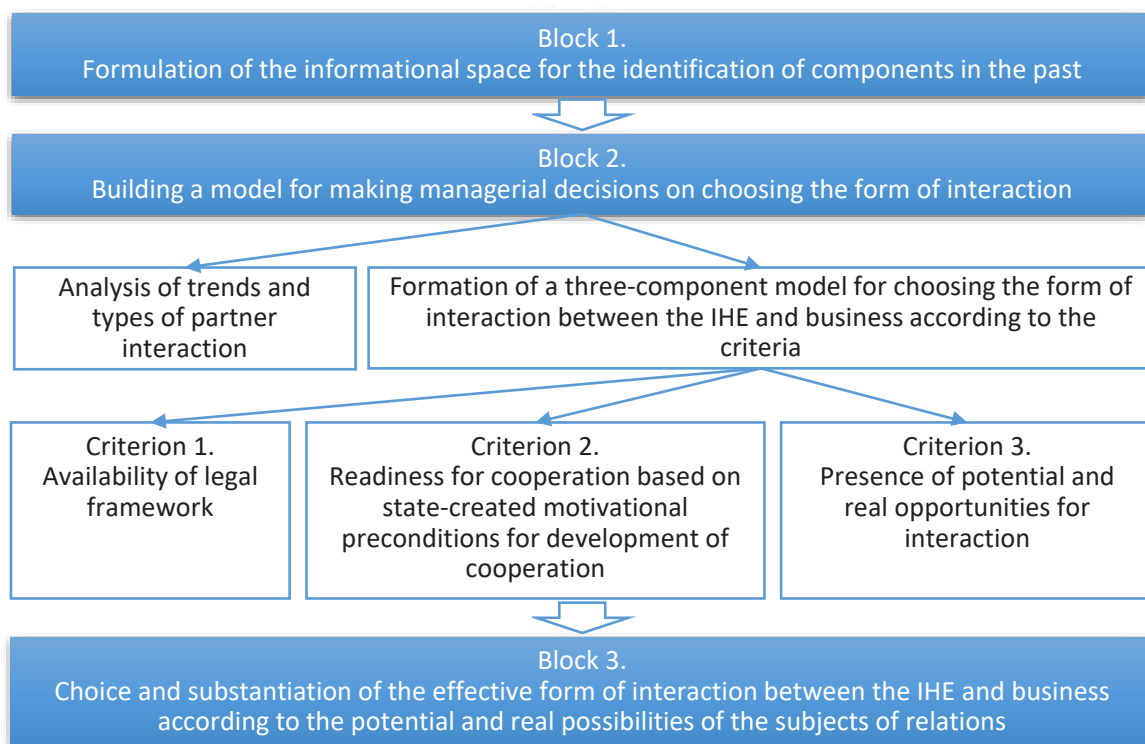 Block 1.
Formulation of the informational space for the identification of components in the past
Block 2.
Building a model for making managerial decisions on choosing the form of interaction
Analysis of trends and
types of partner
interaction
Formation of a three-component model for choosing the form of
interaction between the IHE and business according to the
criteria
Criterion 1.
Availability of legal
framework
Criterion 2.
Readiness for cooperation based on
state-created motivational
preconditions for development of
cooperation
Criterion 3.
Presence of potential and
real opportunities for
interaction
Block 3.
Choice and substantiation of the effective form of interaction between the IHE and business
according to the potential and real possibilities of the subjects of relations